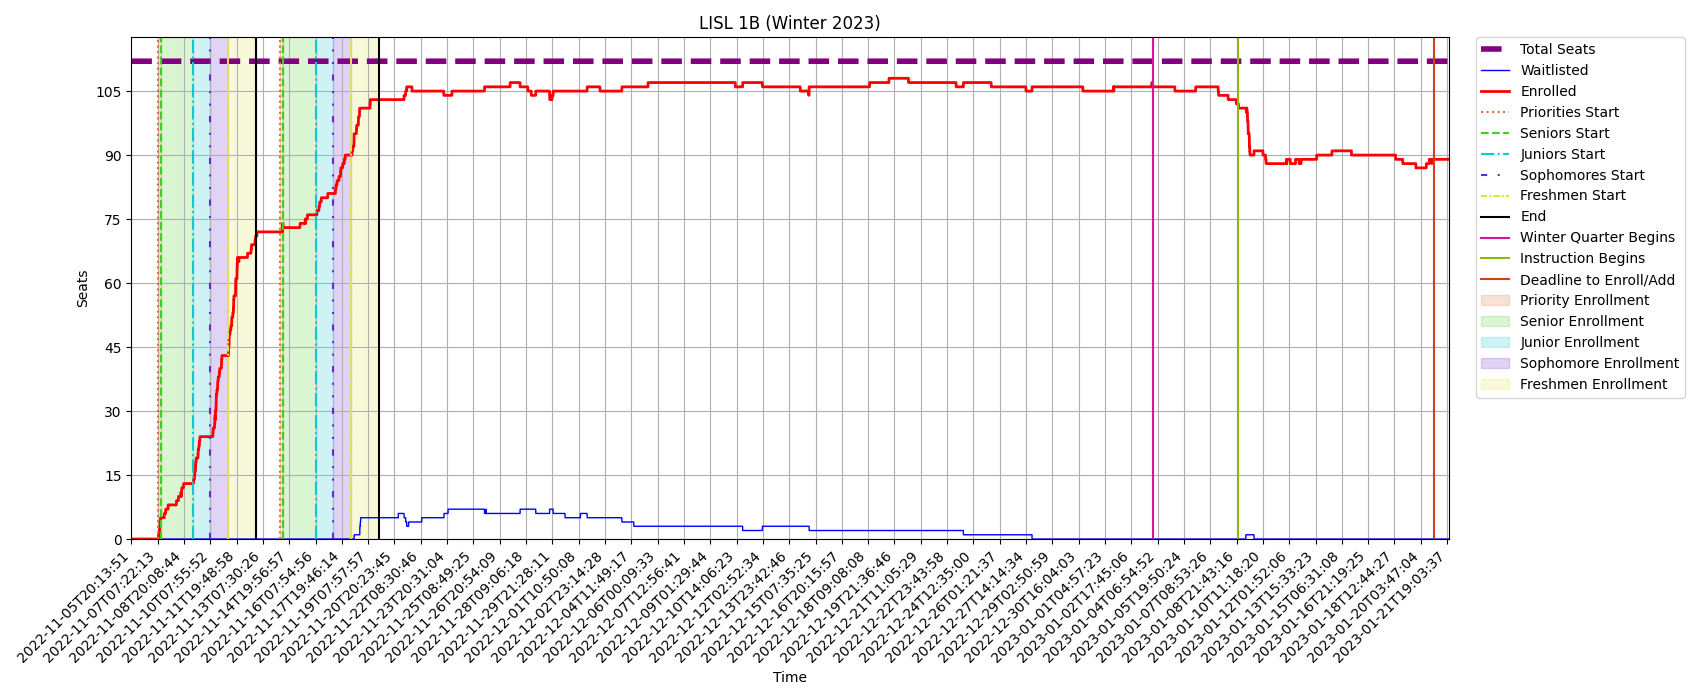 LISL 1B (Winter 2023)
Total Seats
Waitlisted
Enrolled
Priorities Start
Seniors Start
Juniors Start
Sophomores Start
Freshmen Start
End
Winter Quarter Begins
Instruction Begins
Deadline to Enroll/Add
Priority Enrollment
Senior Enrollment
Junior Enrollment
Sophomore Enrollment
Freshmen Enrollment
Seats
105
90
75
60
45
30
15
0
2022-11-05T20:13:51
2022-11-07T07:22:13
2022-11-08T20:08:44
2022-11-10T07:55:52
2022-11-11T19:48:50
2022-11-13T07:30:26
2022-11-14T19:56:57
2022-11-16T07:54:56
2022-11-17T19:46:14
2022-11-19T07:57:57
2022-11-20T20:23:45
2022-11-22T08:30:46
2022-11-23T20:31:04
2022-11-25T08:49:25
2022-11-26T20:54:09
2022-11-28T09:06:18
2022-11-29T21:28:11
2022-12-01T10:50:08
2022-12-02T23:14:28
2022-12-04T11:49:17
2022-12-06T00:09:33
2022-12-07T12:56:41
2022-12-09T01:29:44
2022-12-10T14:06:23
2022-12-12T02:52:34
2022-12-13T23:42:46
2022-12-15T07:35:25
2022-12-16T20:15:57
2022-12-18T09:08:08
2022-12-19T21:36:46
2022-12-21T11:05:29
2022-12-22T23:43:58
2022-12-24T12:35:00
2022-12-26T01:21:37
2022-12-27T14:14:34
2022-12-29T02:50:59
2022-12-30T16:04:03
2023-01-01T04:57:23
2023-01-02T17:45:06
2023-01-04T06:54:52
2023-01-05T19:50:24
2023-01-07T08:53:26
2023-01-08T21:43:16
2023-01-10T11:18:20
2023-01-12T01:52:06
2023-01-13T15:33:23
2023-01-15T06:31:08
2023-01-16T21:19:25
2023-01-18T12:44:27
2023-01-20T03:47:04
2023-01-21T19:03:37
Time